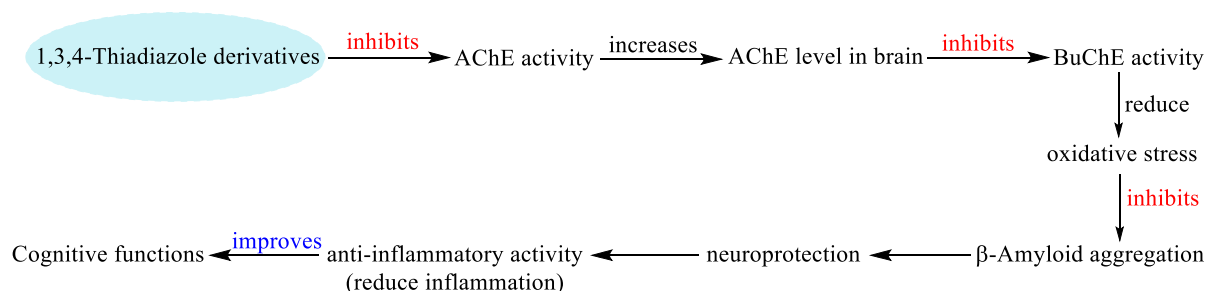 1,3,4-Thiadiazole derivatives
inhibits
AChE activity
increases
AChE level in brain
inhibits
BuChE activity
reduce
oxidative stress
inhibits
β-Amyloid aggregation
neuroprotection
anti-inflammatory activity
(reduce inflammation)
improves
Cognitive functions